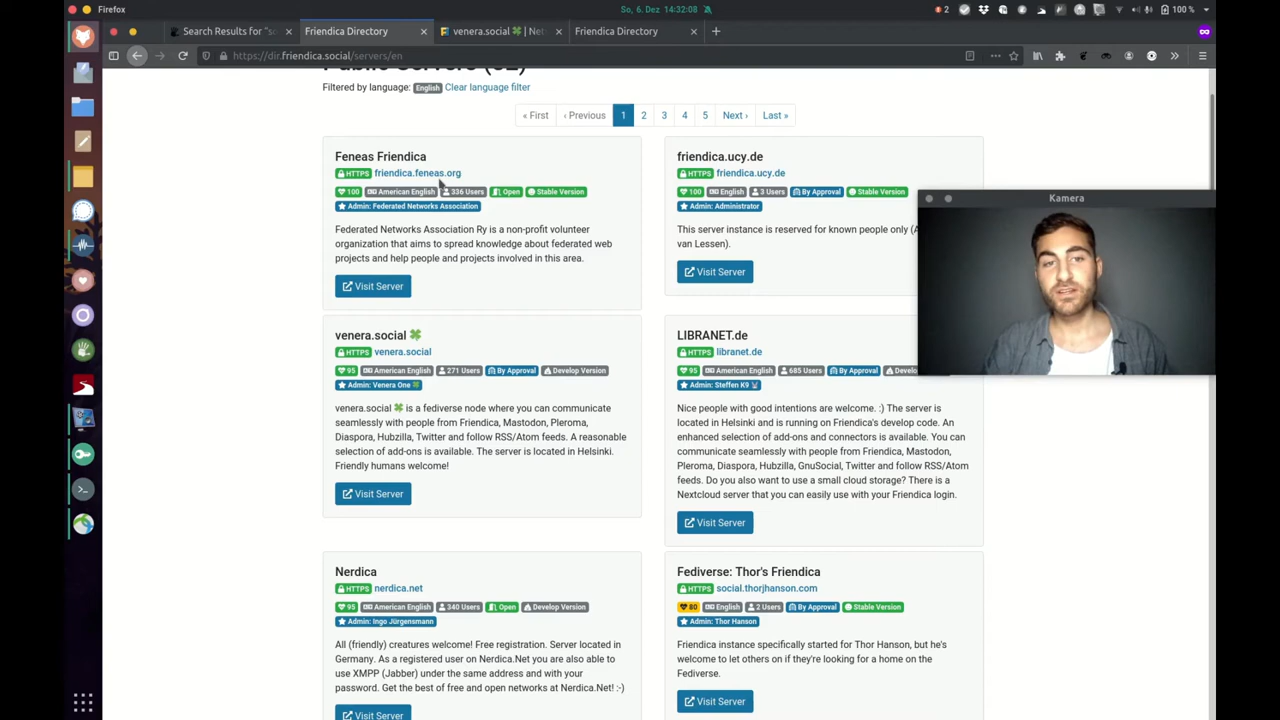 Firefox
So, 6. Dez 14:32:08
2
100 %
Search Results for "so
Friendica Directory
venera.social 🍀 | Net
Friendica Directory
https://dir.friendica.social/servers/en
Filtered by language: English Clear language filter
« First ‹ Previous 1 2 3 4 5 Next › Last »
Feneas Friendica
HTTPS friendica.feneas.org
100 American English 336 Users Open Stable Version
Admin: Federated Networks Association
Federated Networks Association Ry is a non-profit volunteer
organization that aims to spread knowledge about federated web
projects and help people and projects involved in this area.
Visit Server
friendica.ucy.de
HTTPS friendica.ucy.de
100 English 3 Users By Approval Stable Version
Admin: Administrator
This server instance is reserved for known people only (A
van Lessen).
Visit Server
Kamera
venera.social 🍀
HTTPS venera.social
95 American English 271 Users By Approval Develop Version
Admin: Venera One 🍀
venera.social 🍀 is a fediverse node where you can communicate
seamlessly with people from Friendica, Mastodon, Pleroma,
Diaspora, Hubzilla, Twitter and follow RSS/Atom feeds. A reasonable
selection of add-ons is available. The server is located in Helsinki.
Friendly humans welcome!
Visit Server
LIBRANET.de
HTTPS libranet.de
95 American English 685 Users By Approval Develo
Admin: Steffen K9
Nice people with good intentions are welcome. :) The server is
located in Helsinki and is running on Friendica's develop code. An
enhanced selection of add-ons and connectors is available. You can
communicate seamlessly with people from Friendica, Mastodon,
Pleroma, Diaspora, Hubzilla, GnuSocial, Twitter and follow RSS/Atom
feeds. Do you also want to use a small cloud storage? There is a
Nextcloud server that you can easily use with your Friendica login.
Visit Server
Nerdica
HTTPS nerdica.net
95 American English 340 Users Open Develop Version
Admin: Ingo Jürgensmann
All (friendly) creatures welcome! Free registration. Server located in
Germany. As a registered user on Nerdica.Net you are also able to
use XMPP (Jabber) under the same address and with your
password. Get the best of free and open networks at Nerdica.Net! :-)
Visit Server
Fediverse: Thor's Friendica
HTTPS social.thorjhanson.com
80 English 2 Users By Approval Stable Version
Admin: Thor Hanson
Friendica instance specifically started for Thor Hanson, but he's
welcome to let others on if they're looking for a home on the
Fediverse.
Visit Server